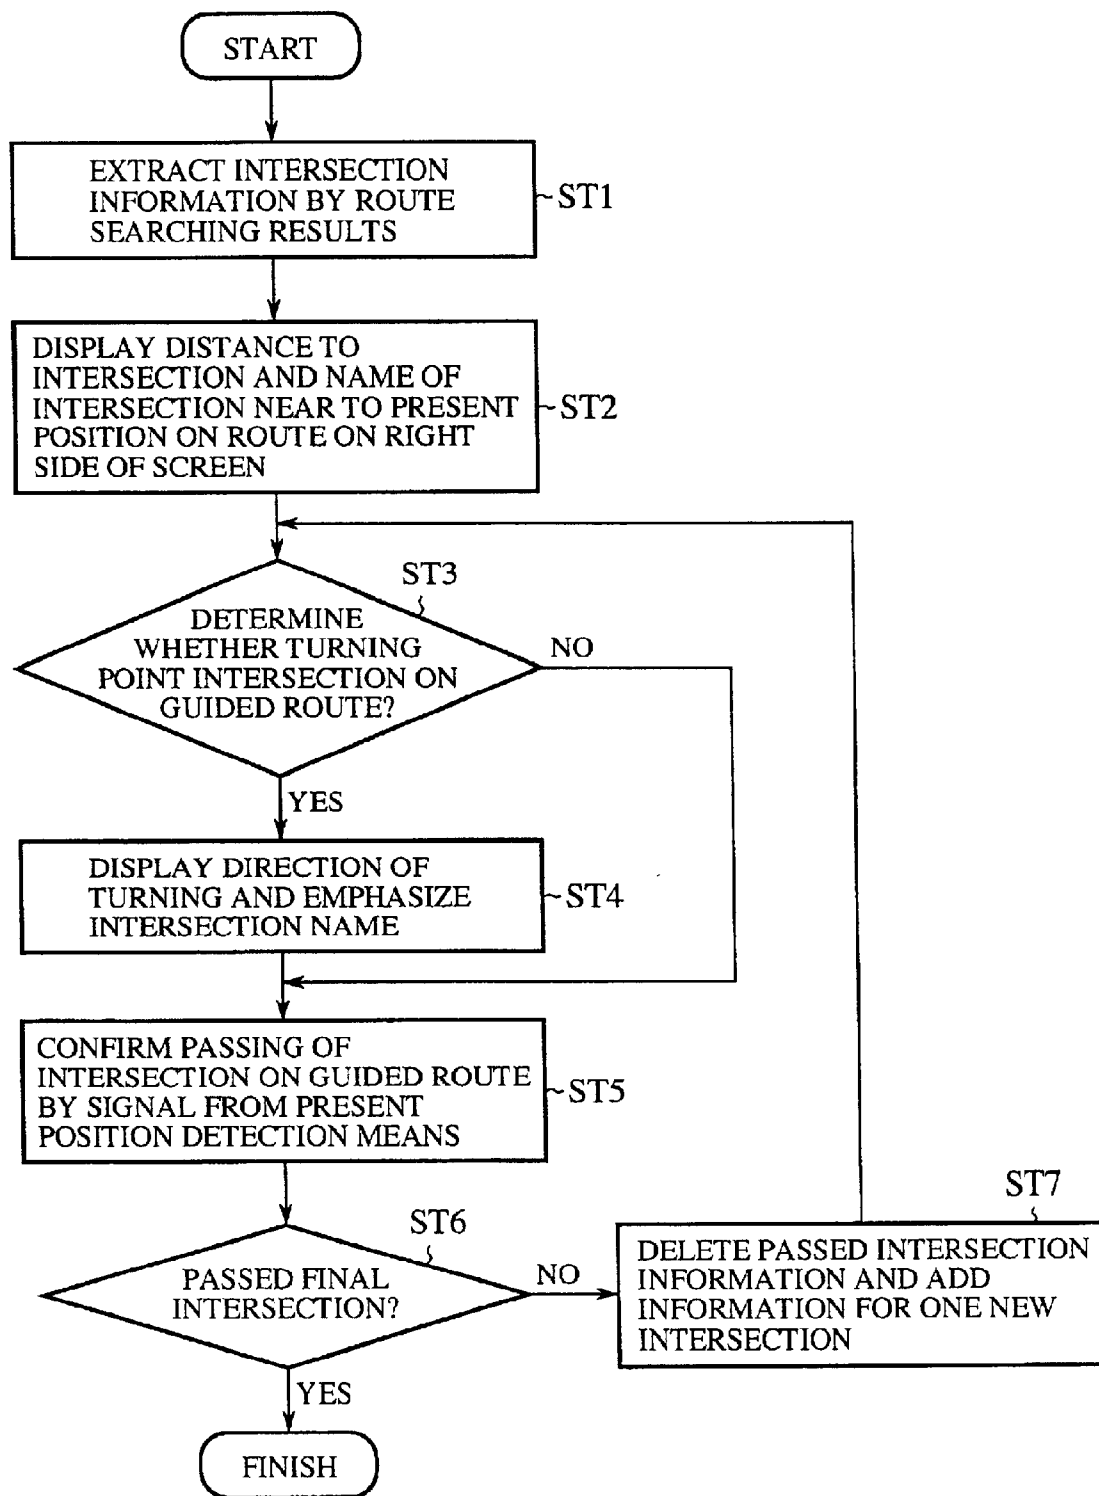 START
EXTRACT INTERSECTION
INFORMATION BY ROUTE
SEARCHING RESULTS
ST1
DISPLAY DISTANCE TO
INTERSECTION AND NAME OF
INTERSECTION NEAR TO PRESENT
POSITION ON ROUTE ON RIGHT
SIDE OF SCREEN
ST2
ST3
DETERMINE
WHETHER TURNING
POINT INTERSECTION ON
GUIDED ROUTE?
NO
YES
DISPLAY DIRECTION OF
TURNING AND EMPHASIZE
INTERSECTION NAME
ST4
CONFIRM PASSING OF
INTERSECTION ON GUIDED ROUTE
BY SIGNAL FROM PRESENT
POSITION DETECTION MEANS
ST5
ST6
PASSED FINAL
INTERSECTION?
NO
ST7
DELETE PASSED INTERSECTION
INFORMATION AND ADD
INFORMATION FOR ONE NEW
INTERSECTION
YES
FINISH